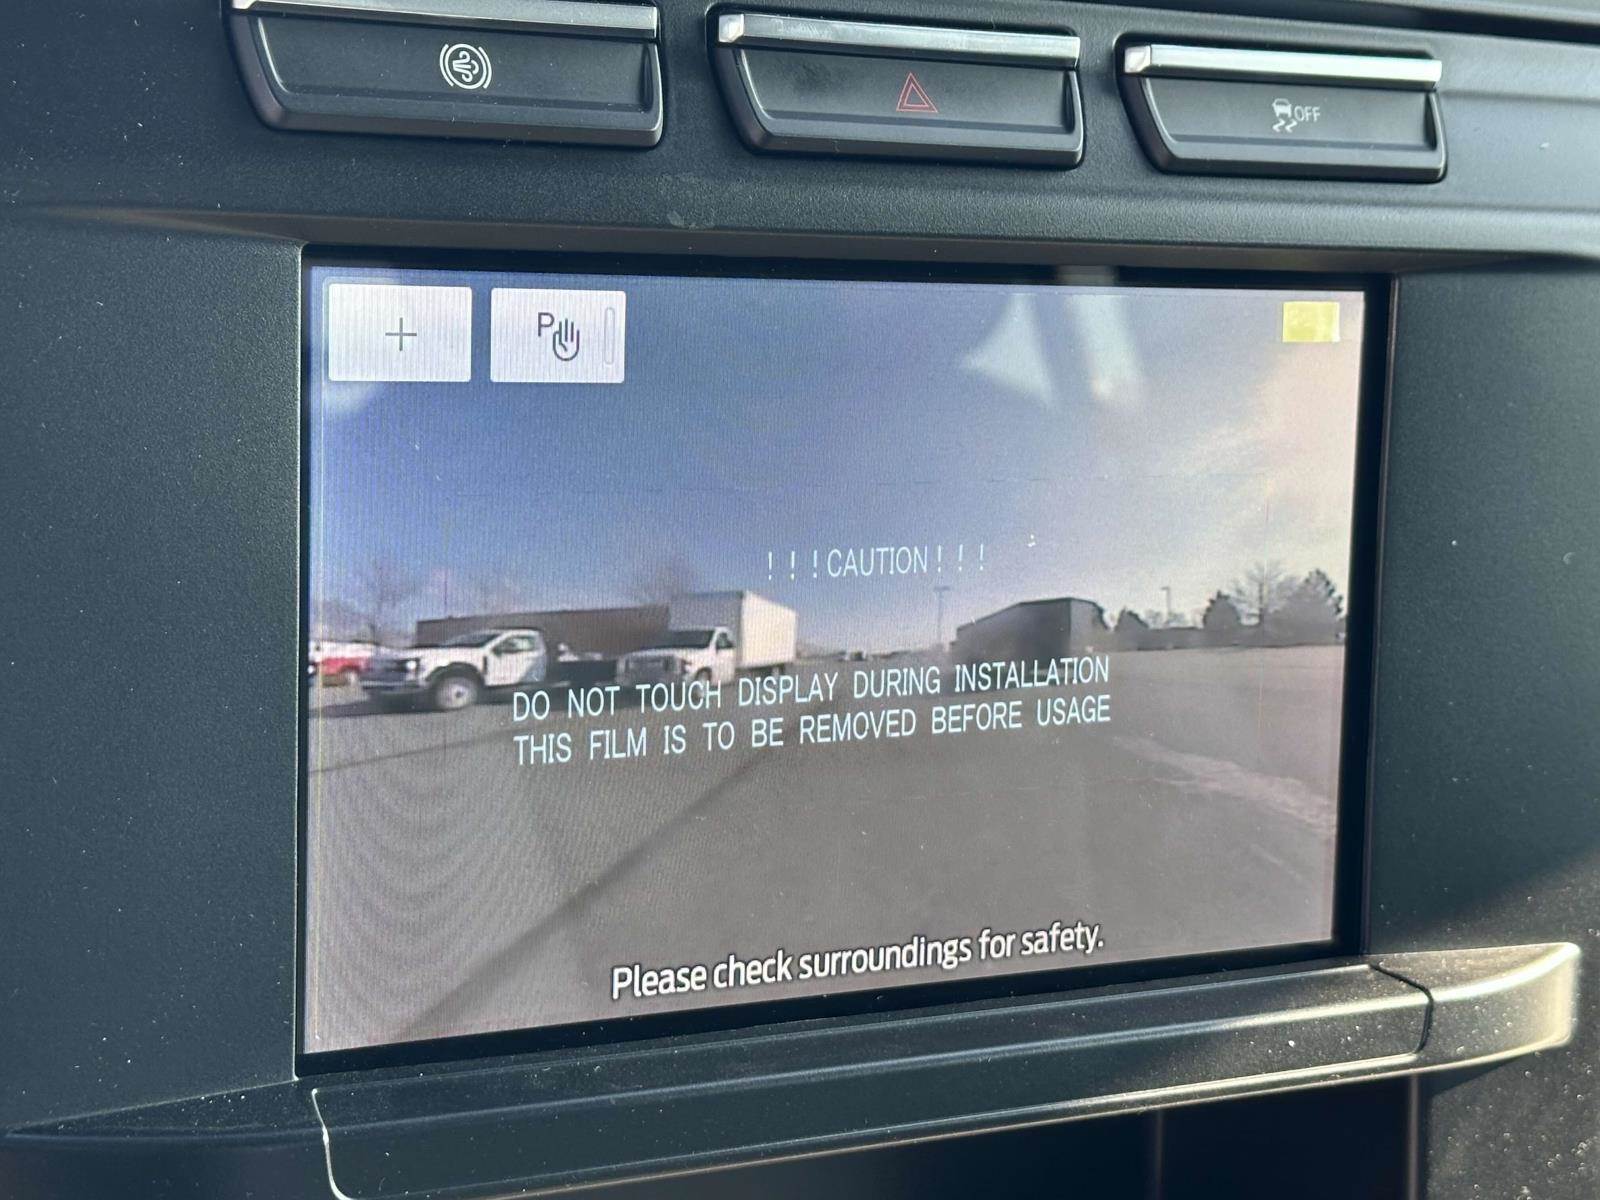 OFF
P
! ! ! CAUTION ! ! !
DO NOT TOUCH DISPLAY DURING INSTALLATION
THIS FILM IS TO BE REMOVED BEFORE USAGE
Please check surroundings for safety.